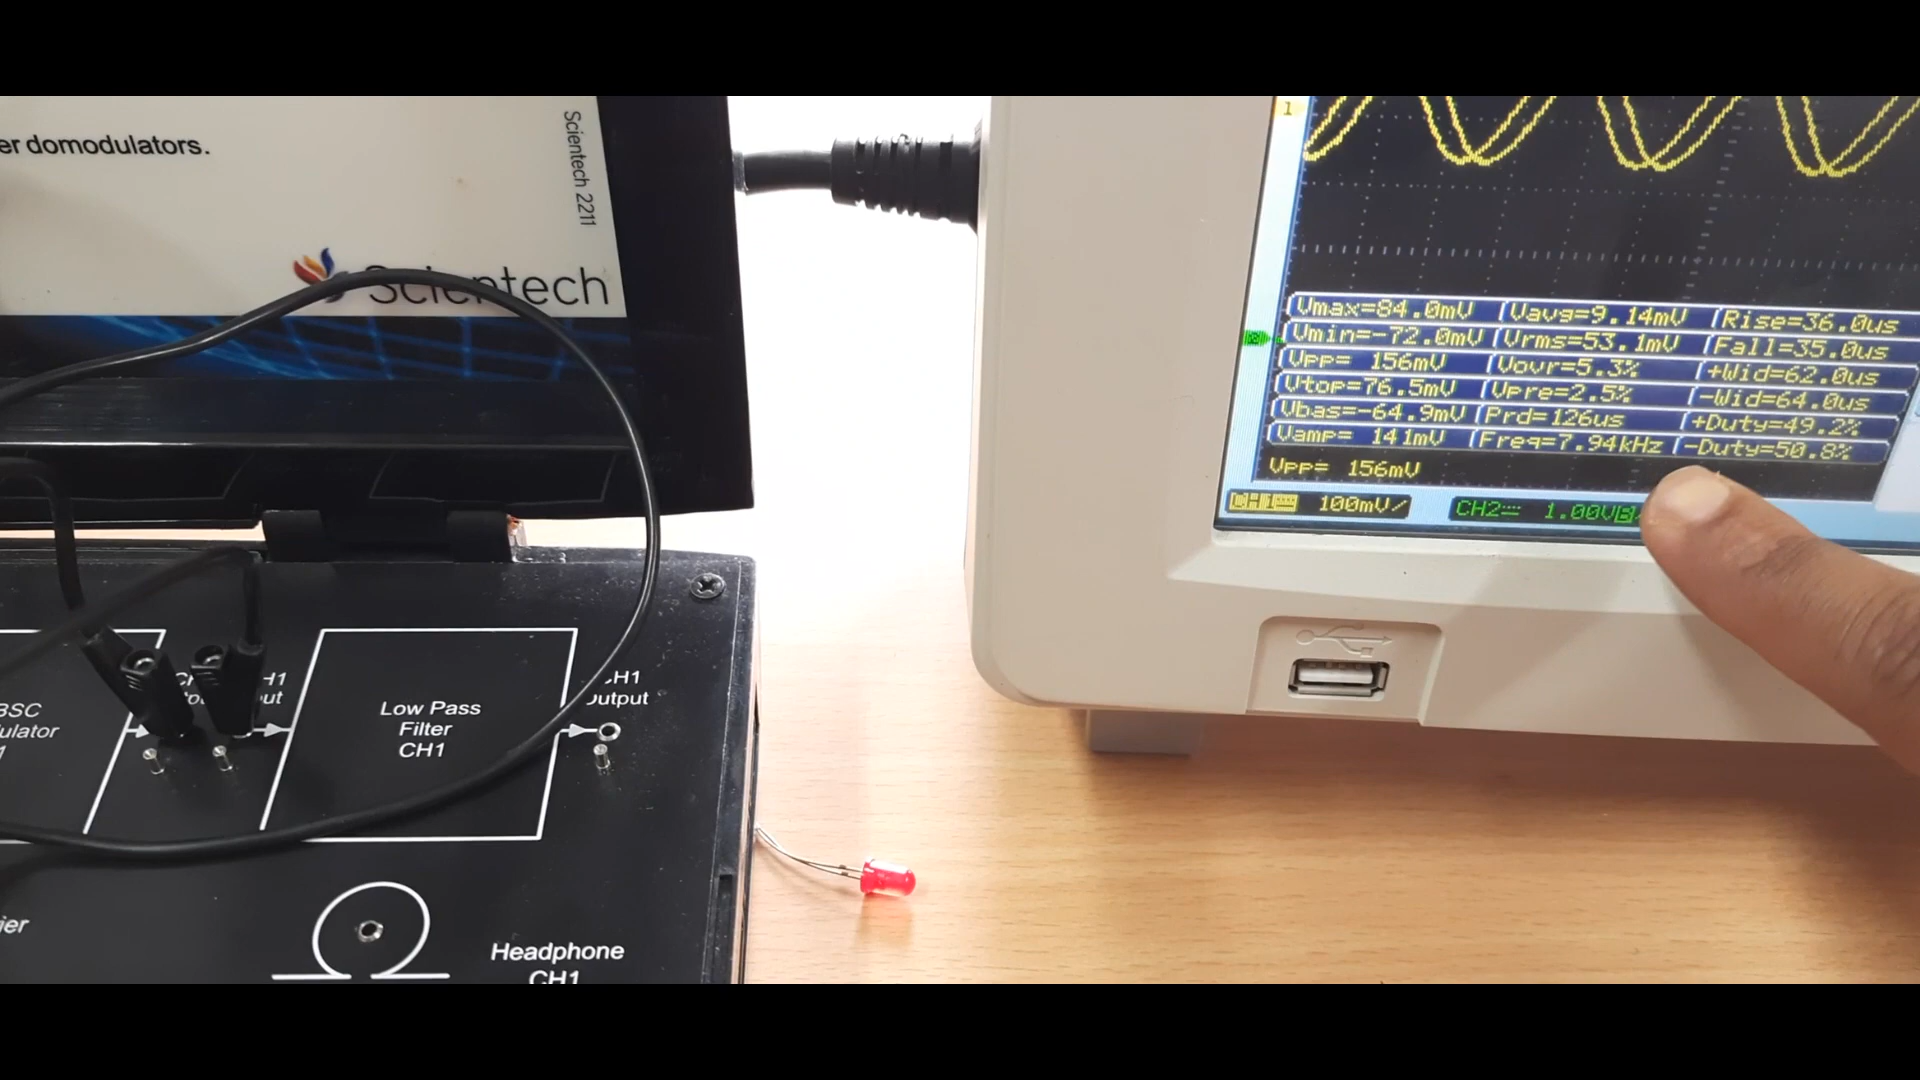 er domodulators.
Scientech 2211
Scientech
1
Vmax=84.0mV Vavg=9.14mV Rise=36.0us
Vmin=-72.0mV Vrms=53.1mV Fall=35.0us
Vpp= 156mV Vovr=5.3% +Wid=62.0us
Vtop=76.5mV Vpre=2.5% -Wid=64.0us
Vbas=-64.9mV Prd=126us +Duty=49.2%
Vamp= 141mV Freq=7.94kHz -Duty=50.8%
Vpp= 156mV
100mV/ CH2 1.00V
Low Pass
Filter
CH1
CH1
Output
Headphone
CH1